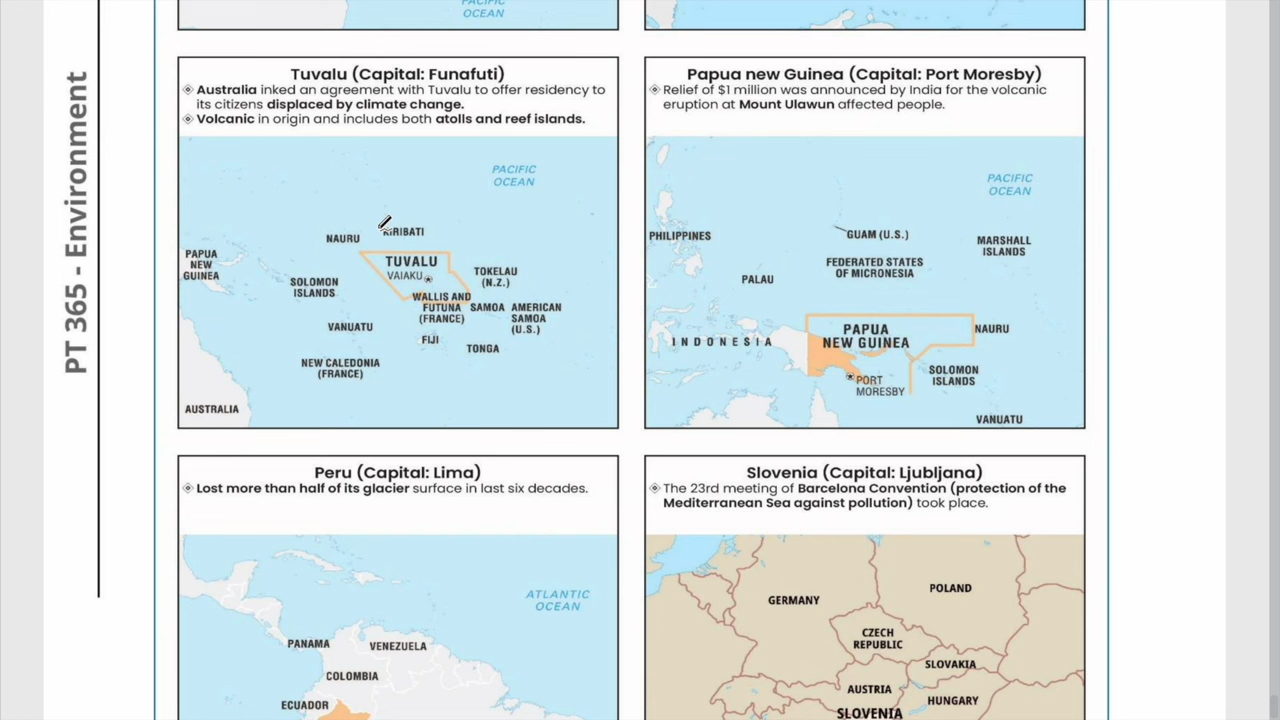 PACIFIC
OCEAN
PT 365 - Environment
Tuvalu (Capital: Funafuti)
Australia inked an agreement with Tuvalu to offer residency to
its citizens displaced by climate change.
Volcanic in origin and includes both atolls and reef islands.
PACIFIC
OCEAN
NAURU
KIRIBATI
PAPUA
NEW
GUINEA
TUVALU
VAIAKU
TOKELAU
(N.Z.)
SOLOMON
ISLANDS
WALLIS AND
FUTUNA
(FRANCE)
SAMOA
AMERICAN
SAMOA
(U.S.)
VANUATU
FIJI
TONGA
NEW CALEDONIA
(FRANCE)
AUSTRALIA
Papua new Guinea (Capital: Port Moresby)
Relief of $1 million was announced by India for the volcanic
eruption at Mount Ulawun affected people.
PACIFIC
OCEAN
PHILIPPINES
GUAM (U.S.)
MARSHALL
ISLANDS
FEDERATED STATES
OF MICRONESIA
PALAU
PAPUA
NEW GUINEA
NAURU
INDONESIA
SOLOMON
ISLANDS
PORT
MORESBY
VANUATU
Peru (Capital: Lima)
Lost more than half of its glacier surface in last six decades.
ATLANTIC
OCEAN
PANAMA
VENEZUELA
COLOMBIA
ECUADOR
Slovenia (Capital: Ljubljana)
The 23rd meeting of Barcelona Convention (protection of the
Mediterranean Sea against pollution) took place.
GERMANY
POLAND
CZECH
REPUBLIC
SLOVAKIA
AUSTRIA
HUNGARY
SLOVENIA